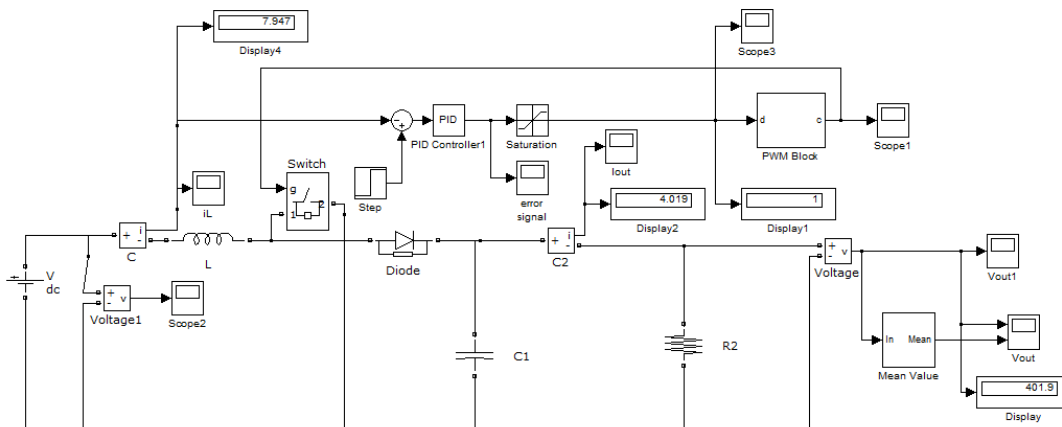 7.947
Display4
Scope3
PID
PID Controller1
Saturation
d
c
PWM Block
Scope1
Switch
g
1
2
Step
error
signal
Iout
4.019
Display2
1
Display1
iL
+
-
i
C
L
Diode
+
-
i
C2
+
-
v
Voltage
Vout1
V
dc
+
-
v
Voltage1
Scope2
C1
R2
In
Mean
Mean Value
Vout
401.9
Display